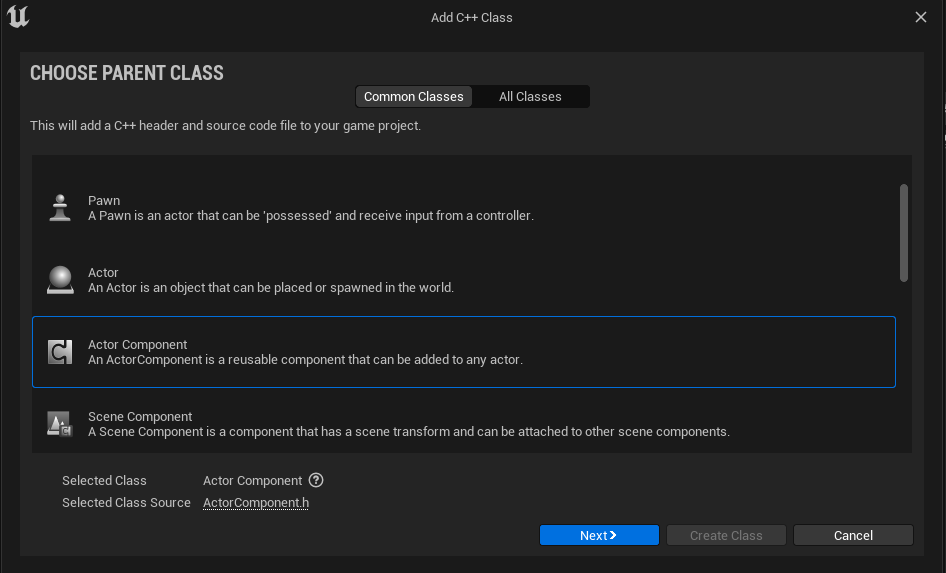 Add C++ Class
CHOOSE PARENT CLASS
Common Classes
All Classes
This will add a C++ header and source code file to your game project.
Pawn
A Pawn is an actor that can be 'possessed' and receive input from a controller.
Actor
An Actor is an object that can be placed or spawned in the world.
Actor Component
An ActorComponent is a reusable component that can be added to any actor.
Scene Component
A Scene Component is a component that has a scene transform and can be attached to other scene components.
Selected Class
Actor Component
Selected Class Source
ActorComponent.h
Next
Create Class
Cancel